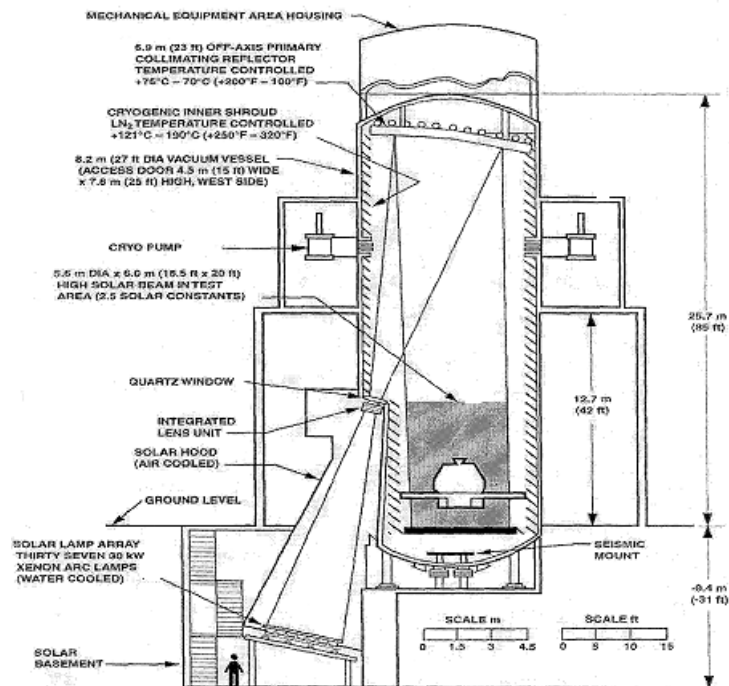 MECHANICAL EQUIPMENT AREA HOUSING
6.9 m (23 ft) OFF-AXIS PRIMARY
COLLIMATING REFLECTOR
TEMPERATURE CONTROLLED
+75°C – 70°C (+200°F – 100°F)
CRYOGENIC INNER SHROUD
LN₂ TEMPERATURE CONTROLLED
+121°C – 190°C (+250°F – 320°F)
8.2 m (27 ft DIA VACUUM VESSEL
(ACCESS DOOR 4.5 m (15 ft) WIDE
x 7.6 m (25 ft) HIGH, WEST SIDE)
CRYO PUMP
5.6 m DIA x 6.0 m (18.5 ft x 20 ft)
HIGH SOLAR BEAM IN TEST
AREA (2.5 SOLAR CONSTANTS)
25.7 m
(85 ft)
QUARTZ WINDOW
12.7 m
(42 ft)
INTEGRATED
LENS UNIT
SOLAR HOOD
(AIR COOLED)
GROUND LEVEL
SOLAR LAMP ARRAY
THIRTY SEVEN 30 kW
XENON ARC LAMPS
(WATER COOLED)
SEISMIC
MOUNT
-9.4 m
(-31 ft)
SCALE m
0 1.5 3 4.5
SCALE ft
0 5 10 15
SOLAR
BASEMENT